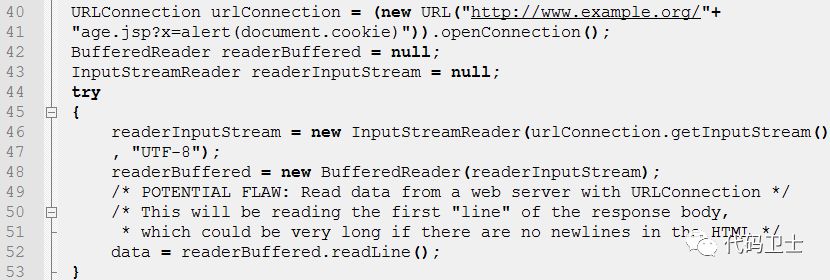 40 URLConnection urlConnection = (new URL("http://www.example.org/"+
41 "age.jsp?x=alert(document.cookie)")).openConnection();
42 BufferedReader readerBuffered = null;
43 InputStreamReader readerInputStream = null;
44 try
45 {
46 readerInputStream = new InputStreamReader(urlConnection.getInputStream()
47 , "UTF-8");
48 readerBuffered = new BufferedReader(readerInputStream);
49 /* POTENTIAL FLAW: Read data from a web server with URLConnection */
50 /* This will be reading the first "line" of the response body,
51 * which could be very long if there are no newlines in the HTML */
52 data = readerBuffered.readLine();
53 }
代码卫士